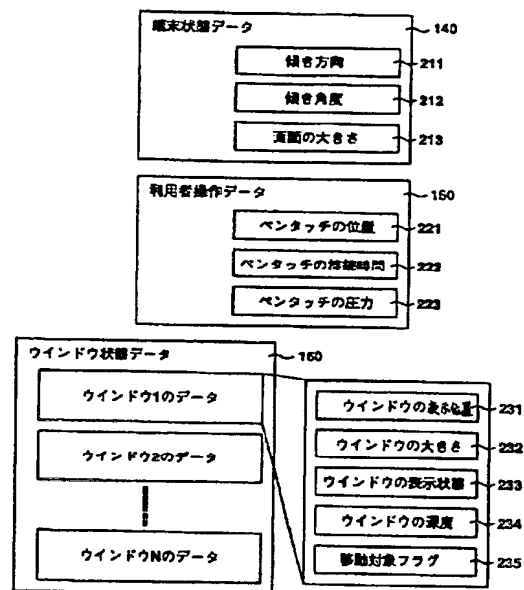 端末状態データ 140
傾き方向 211
傾き角度 212
画面の大きさ 213
利用者操作データ 150
ペンタッチの位置 221
ペンタッチの持続時間 222
ペンタッチの圧力 223
ウインドウ状態データ 160
ウインドウ1のデータ
ウインドウ2のデータ
ウインドウNのデータ
ウインドウの表示位置 231
ウインドウの大きさ 232
ウインドウの表示状態 233
ウインドウの深度 234
移動対象フラグ 235